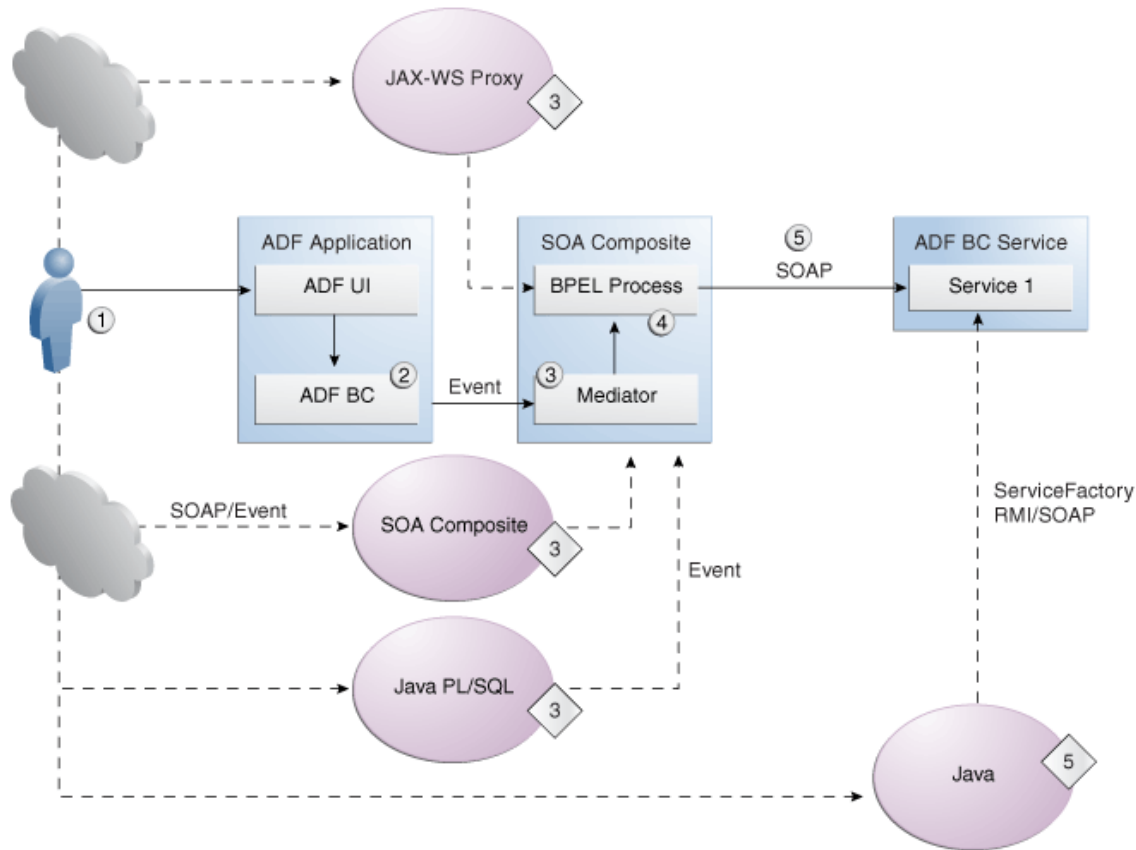 JAX-WS Proxy
3
ADF Application
ADF UI
1
ADF BC
2
Event
SOA Composite
BPEL Process
4
3
Mediator
5
SOAP
ADF BC Service
Service 1
SOAP/Event
SOA Composite
3
Event
ServiceFactory
RMI/SOAP
Java PL/SQL
3
Java
5